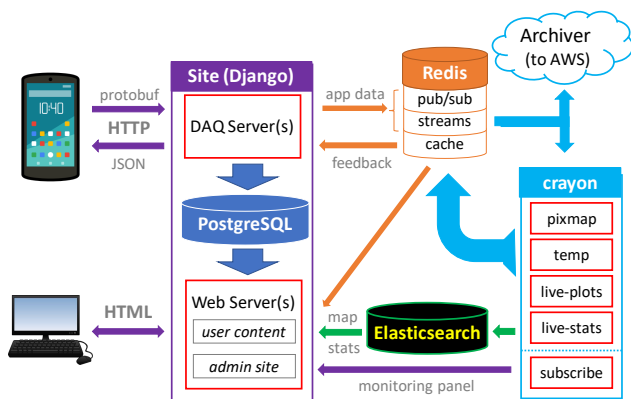 Archiver
(to AWS)
Site (Django)
Redis
protobuf
HTTP
JSON
10:40
DAQ Server(s)
app data
feedback
pub/sub
streams
cache
PostgreSQL
crayon
pixmap
temp
live-plots
live-stats
subscribe
HTML
Web Server(s)
user content
admin site
map
stats
Elasticsearch
monitoring panel